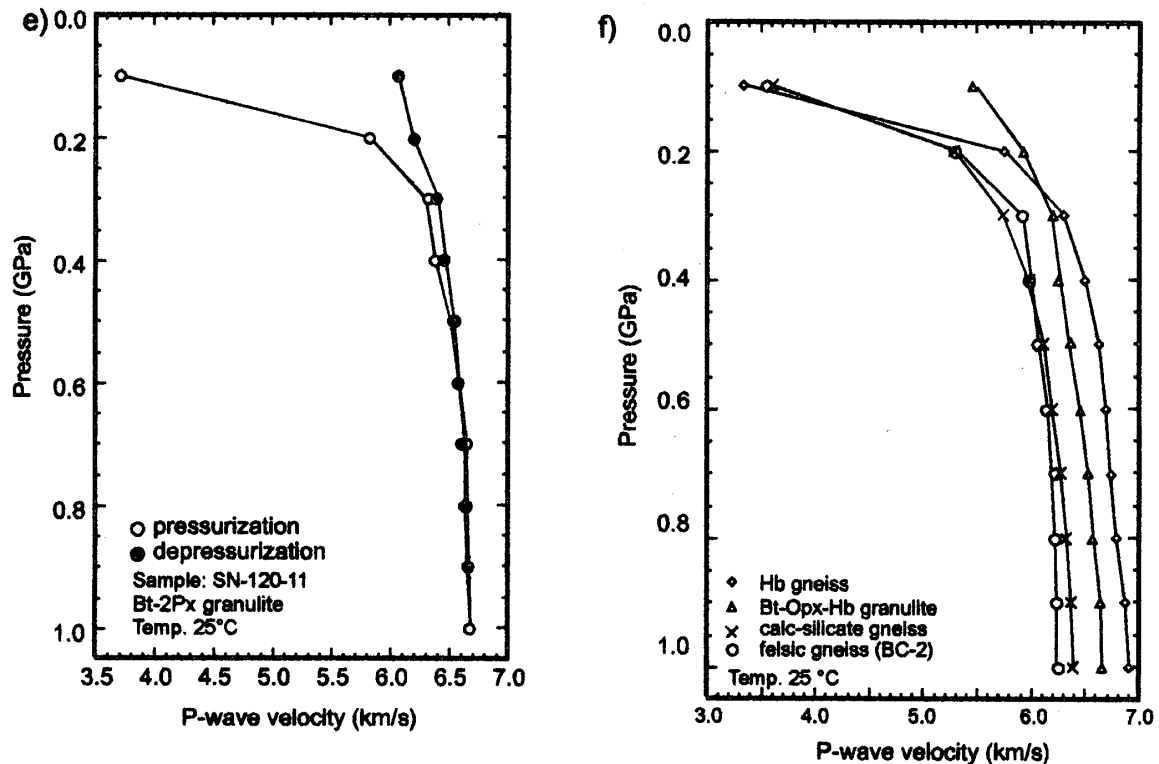 e)
0.0
0.2
0.4
0.6
0.8
1.0
Pressure (GPa)
pressurization
depressurization
Sample: SN-120-11
Bt-2Px granulite
Temp. 25°C
3.5 4.0 4.5 5.0 5.5 6.0 6.5 7.0
P-wave velocity (km/s)
f)
0.0
0.2
0.4
0.6
0.8
1.0
Pressure (GPa)
Hb gneiss
Bt-Opx-Hb granulite
calc-silicate gneiss
felsic gneiss (BC-2)
Temp. 25 °C
3.0 4.0 5.0 6.0 7.0
P-wave velocity (km/s)